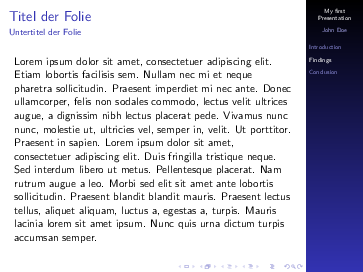 Titel der Folie
Untertitel der Folie
Lorem ipsum dolor sit amet, consectetuer adipiscing elit.
Etiam lobortis facilisis sem. Nullam nec mi et neque
pharetra sollicitudin. Praesent imperdiet mi nec ante. Donec
ullamcorper, felis non sodales commodo, lectus velit ultrices
augue, a dignissim nibh lectus placerat pede. Vivamus nunc
nunc, molestie ut, ultricies vel, semper in, velit. Ut porttitor.
Praesent in sapien. Lorem ipsum dolor sit amet,
consectetuer adipiscing elit. Duis fringilla tristique neque.
Sed interdum libero ut metus. Pellentesque placerat. Nam
rutrum augue a leo. Morbi sed elit sit amet ante lobortis
sollicitudin. Praesent blandit blandit mauris. Praesent lectus
tellus, aliquet aliquam, luctus a, egestas a, turpis. Mauris
lacinia lorem sit amet ipsum. Nunc quis urna dictum turpis
accumsan semper.
My first
Presentation
John Doe
Introduction
Findings
Conclusion